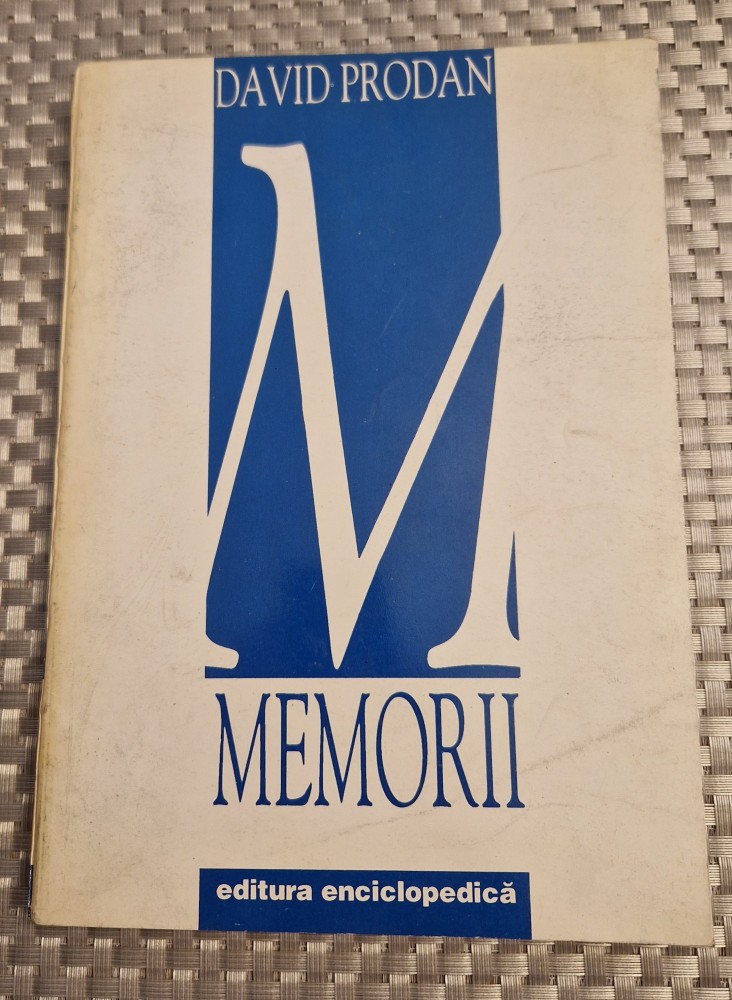 DAVID PRODAN
M
MEMORII
editura enciclopedică